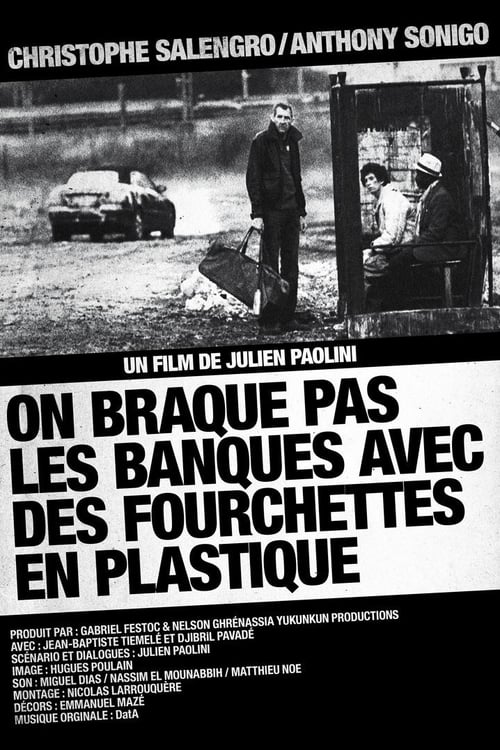 CHRISTOPHE SALENGRO/ANTHONY SONIGO
UN FILM DE JULIEN PAOLINI
ON BRAQUE PAS
LES BANQUES AVEC
DES FOURCHETTES
EN PLASTIQUE
PRODUIT PAR : GABRIEL FESTOC & NELSON GHRÉNASSIA YUKUNKUN PRODUCTIONS
AVEC : JEAN-BAPTISTE TIEMELÉ ET DJIBRIL PAVADÉ
SCÉNARIO ET DIALOGUES : JULIEN PAOLINI
IMAGE : HUGUES POULAIN
SON : MIGUEL DIAS / NASSIM EL MOUNABBIH / MATTHIEU NOE
MONTAGE : NICOLAS LARROUQUÈRE
DÉCORS : EMMANUEL MAZÉ
MUSIQUE ORGINALE : DatA